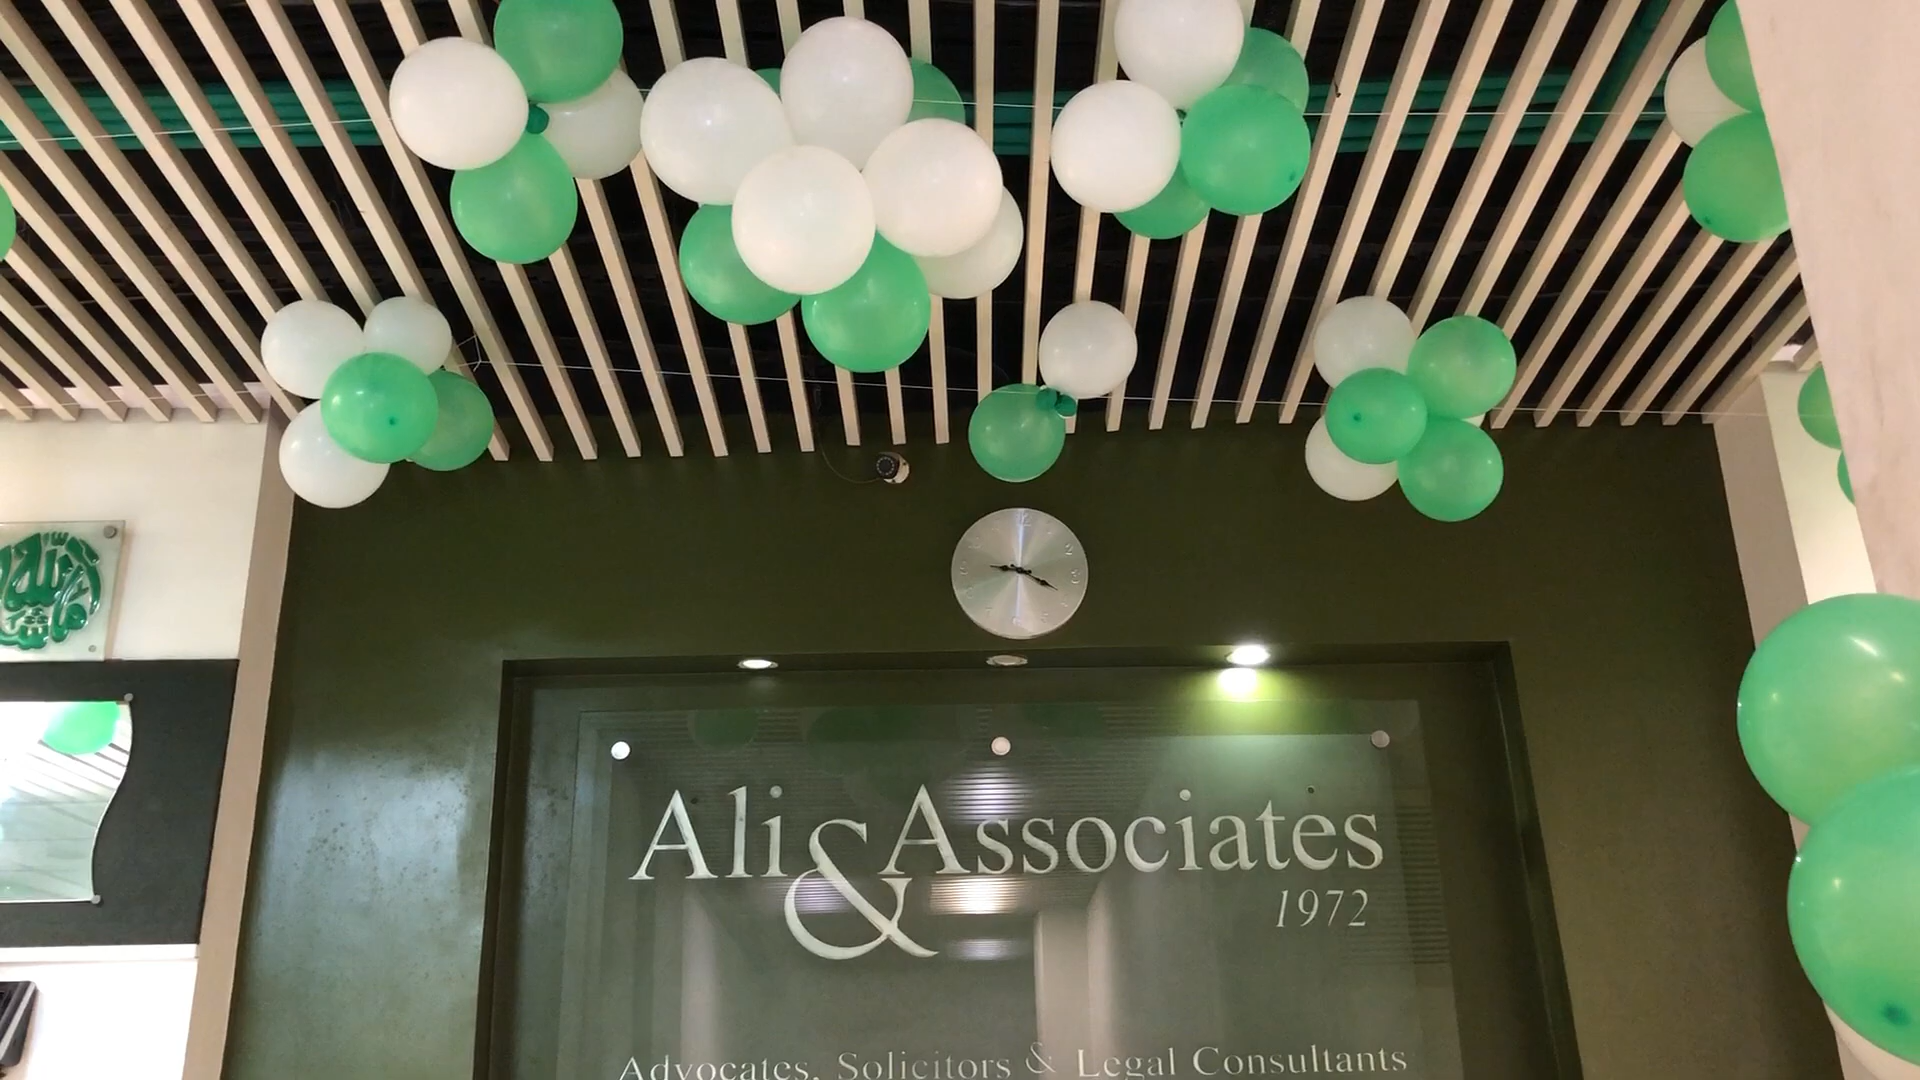 Ali & Associates
1972
Advocates, Solicitors & Legal Consultants